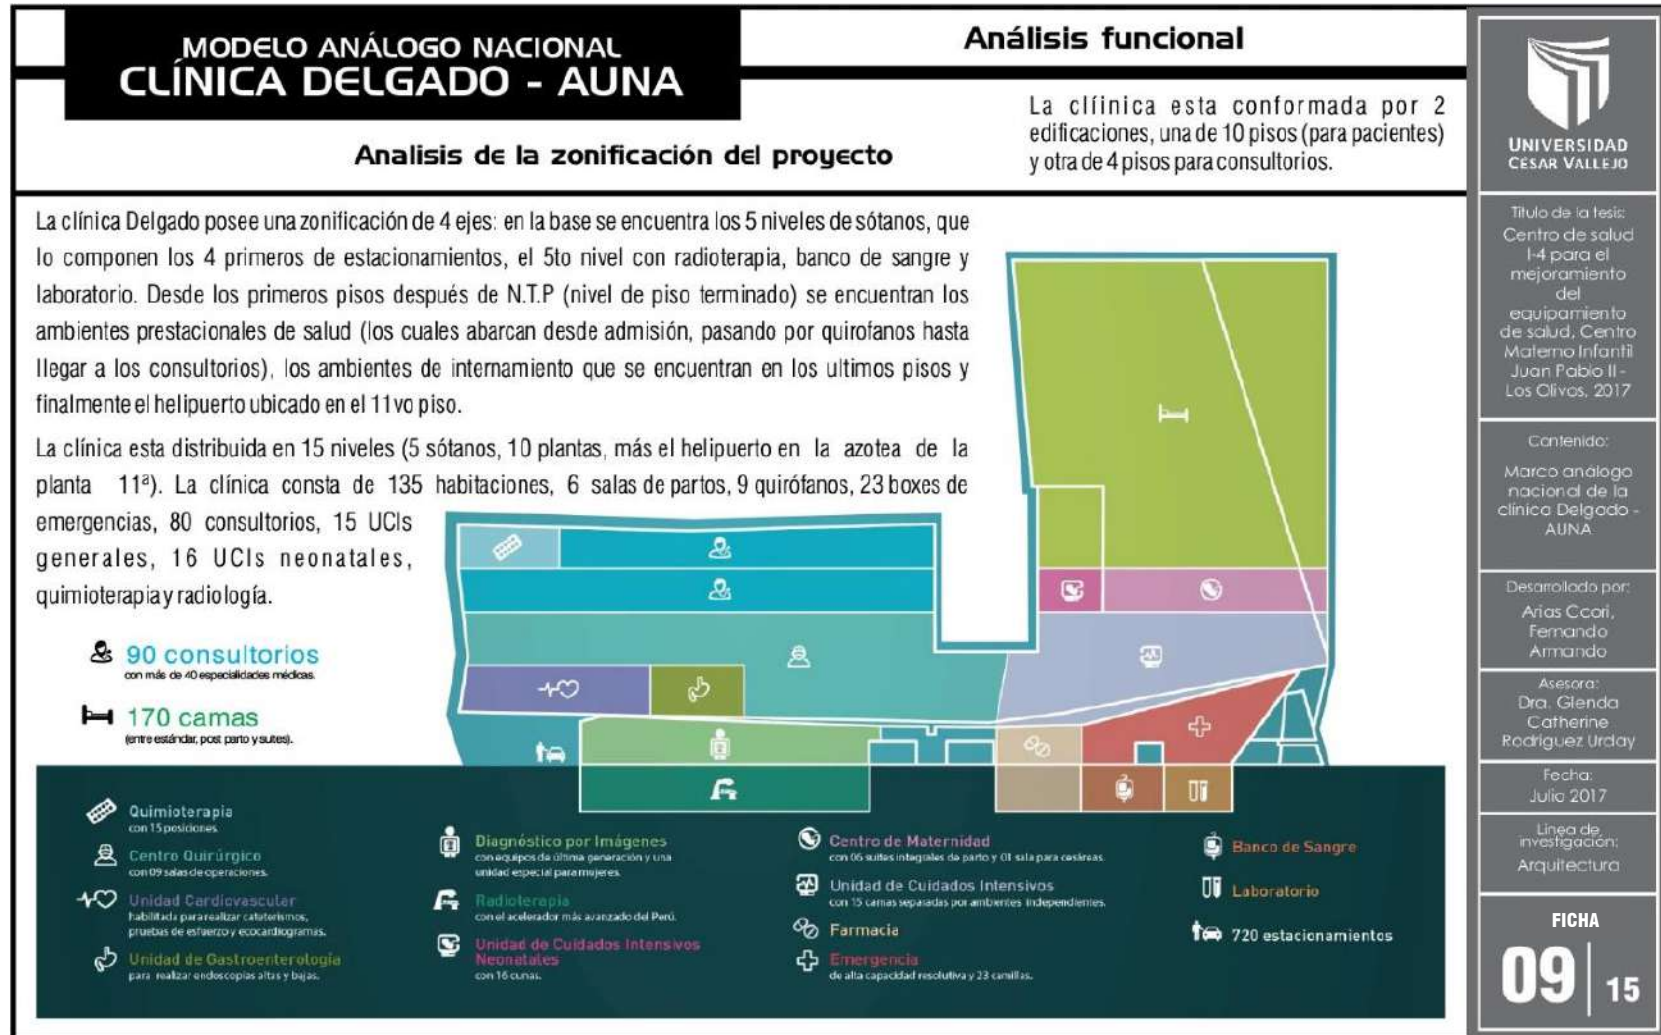 MODELO ANÁLOGO NACIONAL
CLÍNICA DELGADO - AUNA
Análisis funcional
Analisis de la zonificación del proyecto
La clíinica esta conformada por 2
edificaciones, una de 10 pisos (para pacientes)
y otra de 4 pisos para consultorios.
La clínica Delgado posee una zonificación de 4 ejes: en la base se encuentra los 5 niveles de sótanos, que
lo componen los 4 primeros de estacionamientos, el 5to nivel con radioterapia, banco de sangre y
laboratorio. Desde los primeros pisos después de N.T.P (nivel de piso terminado) se encuentran los
ambientes prestacionales de salud (los cuales abarcan desde admisión, pasando por quirofanos hasta
llegar a los consultorios), los ambientes de internamiento que se encuentran en los ultimos pisos y
finalmente el helipuerto ubicado en el 11vo piso.
La clínica esta distribuida en 15 niveles (5 sótanos, 10 plantas, más el helipuerto en la azotea de la
planta 11ª). La clínica consta de 135 habitaciones, 6 salas de partos, 9 quirófanos, 23 boxes de
emergencias, 80 consultorios, 15 UCIs
generales, 16 UCIs neonatales,
quimioterapia y radiología.
90 consultorios
con más de 40 especialidades médicas.
170 camas
(entre estándar, post parto y suites).
Quimioterapia
con 15 posiciones.
Centro Quirúrgico
con 09 salas de operaciones.
Unidad Cardiovascular
habilitada para realizar cateterismos,
pruebas de esfuerzo y ecocardiogramas.
Unidad de Gastroenterología
para realizar endoscopías altas y bajas.
Diagnóstico por Imágenes
con equipos de última generación y una
unidad especial para mujeres.
Radioterapia
con el acelerador más avanzado del Perú.
Unidad de Cuidados Intensivos
Neonatales
con 16 cunas.
Centro de Maternidad
con 06 suites integrales de parto y 01 sala para cesáreas.
Unidad de Cuidados Intensivos
con 15 camas separadas por ambientes independientes.
Farmacia
Emergencia
de alta capacidad resolutiva y 23 camillas.
Banco de Sangre
Laboratorio
720 estacionamientos
UNIVERSIDAD
CÉSAR VALLEJO
Titulo de la tesis:
Centro de salud
I-4 para el
mejoramiento
del
equipamiento
de salud, Centro
Materno Infantil
Juan Pablo II -
Los Olivos, 2017
Contenido:
Marco análogo
nacional de la
clínica Delgado -
AUNA
Desarrollado por:
Arias Ccori,
Fernando
Armando
Asesora:
Dra. Glenda
Catherine
Rodriguez Urday
Fecha:
Julio 2017
Linea de
investigación:
Arquitectura
FICHA
09 | 15